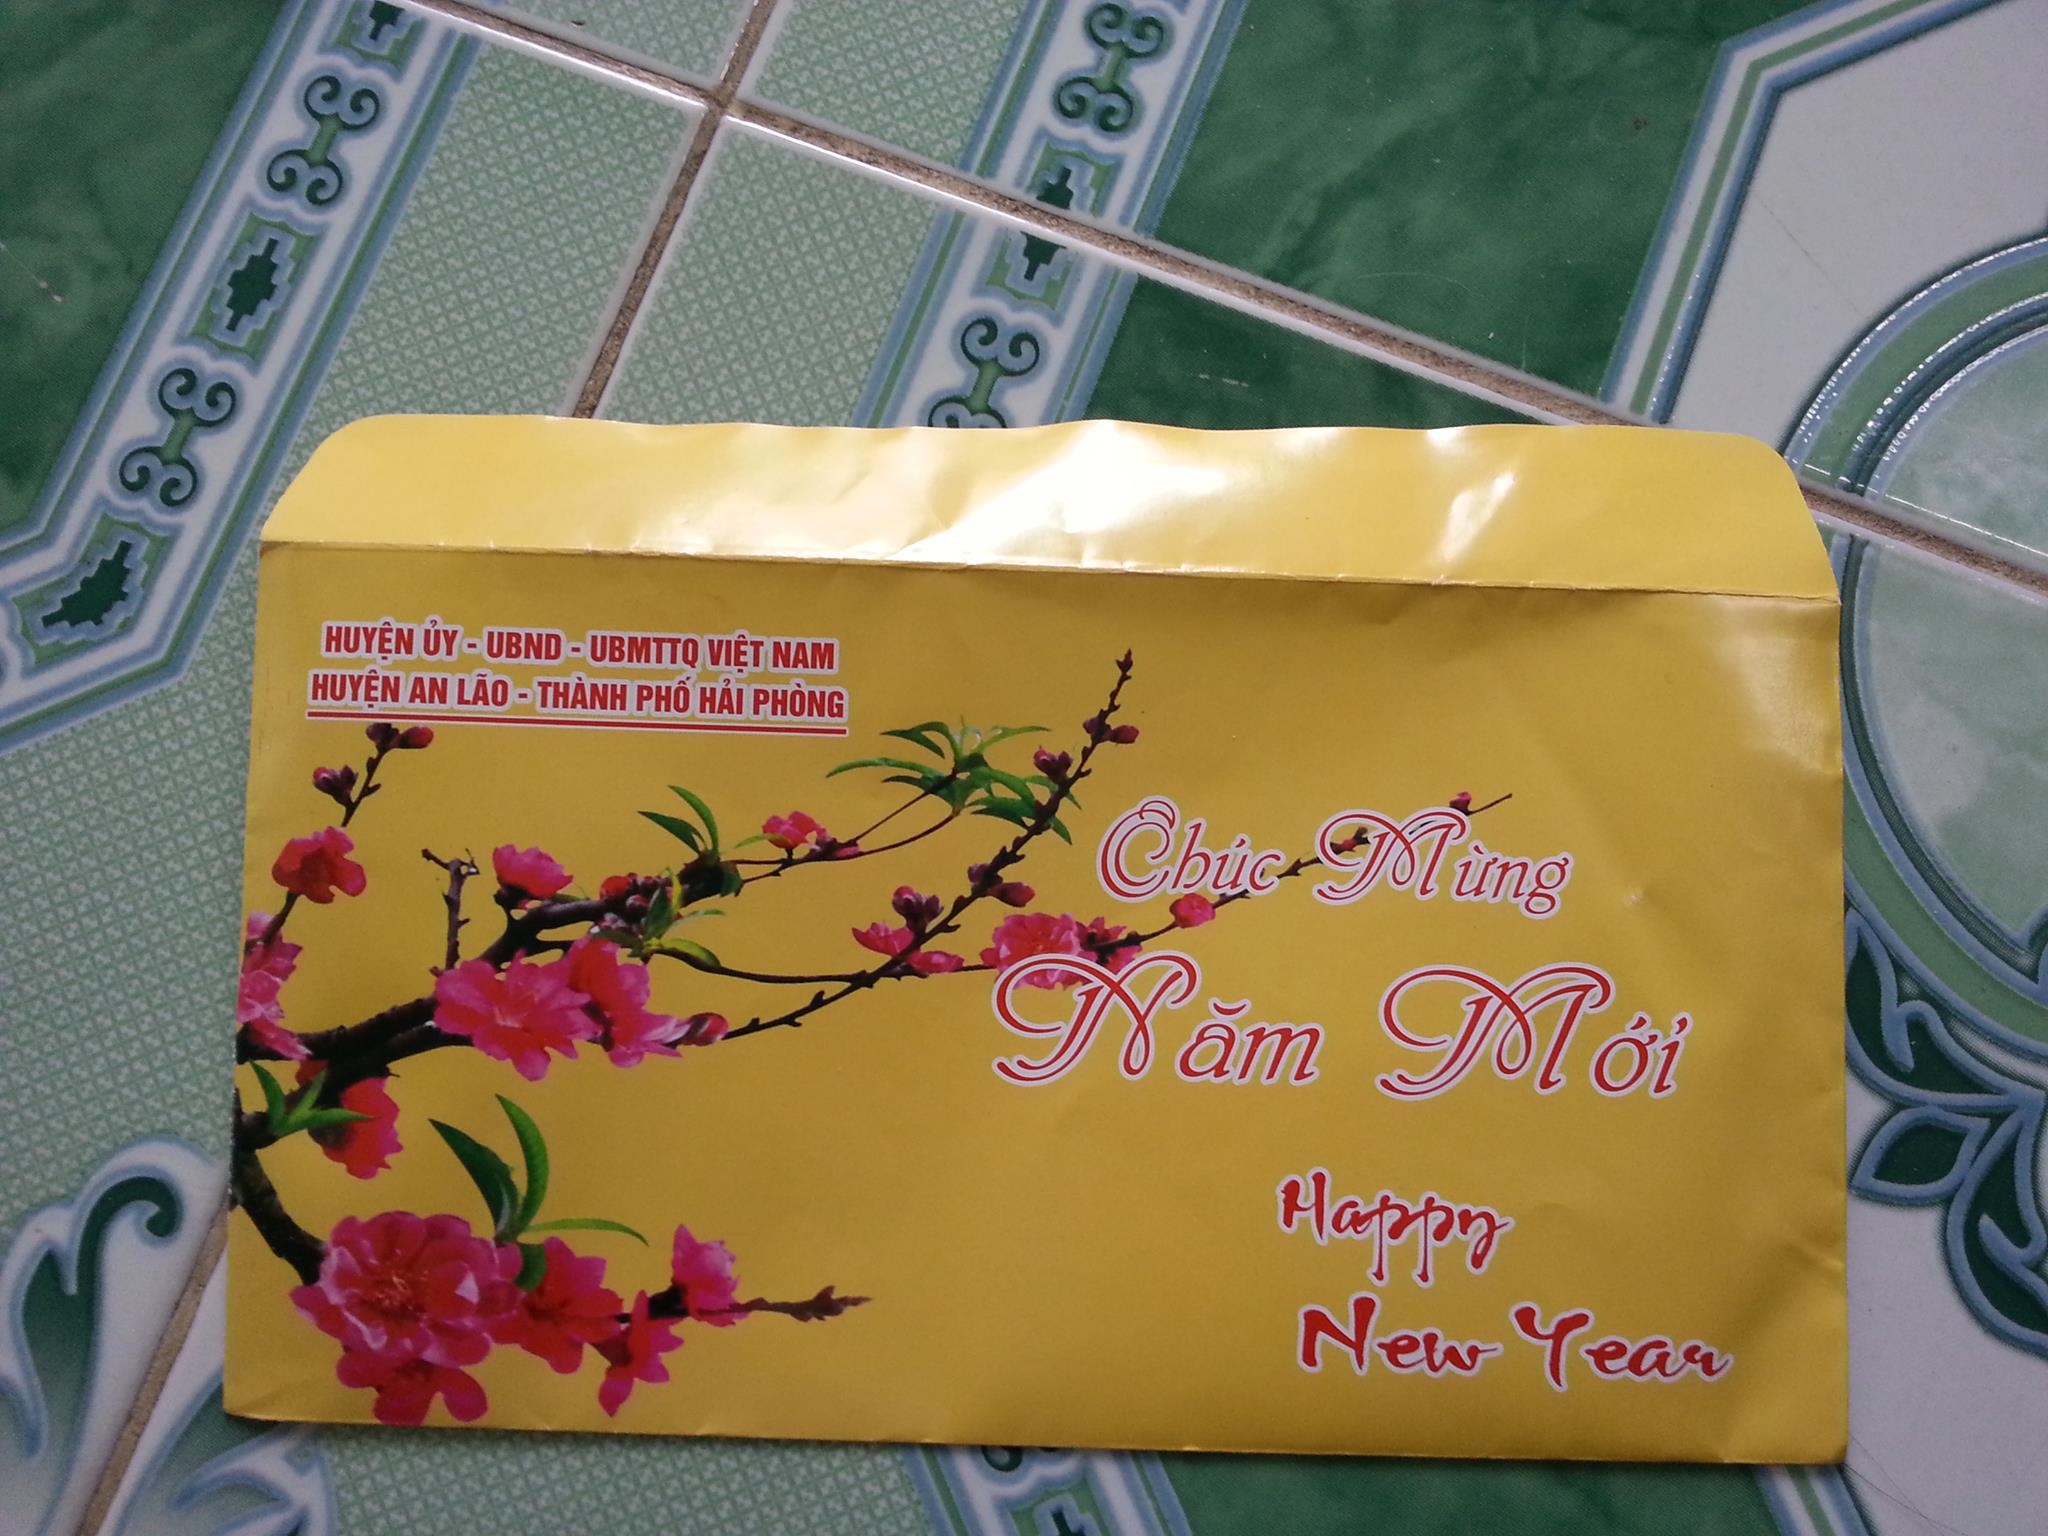 HUYỆN ỦY - UBND - UBMTTQ VIỆT NAM
HUYỆN AN LÃO - THÀNH PHỐ HẢI PHÒNG
Chúc Mừng
Năm Mới
Happy
New Year